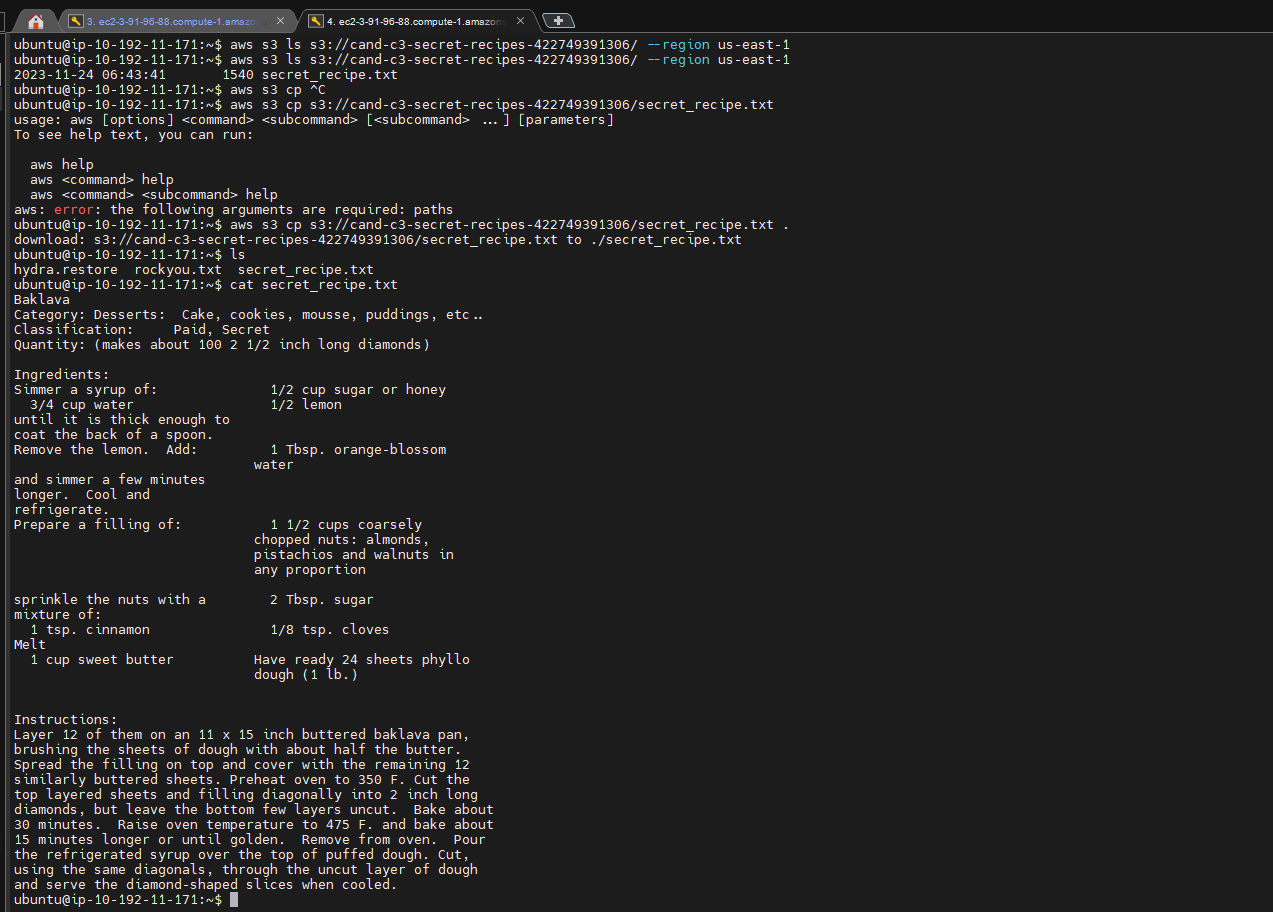 3. ec2-3-91-96-88.compute-1.amazo
4. ec2-3-91-96-88.compute-1.amazon
ubuntu@ip-10-192-11-171:~$ aws s3 ls s3://cand-c3-secret-recipes-422749391306/ --region us-east-1
ubuntu@ip-10-192-11-171:~$ aws s3 ls s3://cand-c3-secret-recipes-422749391306/ --region us-east-1
2023-11-24 06:43:41       1540 secret_recipe.txt
ubuntu@ip-10-192-11-171:~$ aws s3 cp ^C
ubuntu@ip-10-192-11-171:~$ aws s3 cp s3://cand-c3-secret-recipes-422749391306/secret_recipe.txt
usage: aws [options] <command> <subcommand> [<subcommand> ...] [parameters]
To see help text, you can run:

  aws help
  aws <command> help
  aws <command> <subcommand> help
aws: error: the following arguments are required: paths
ubuntu@ip-10-192-11-171:~$ aws s3 cp s3://cand-c3-secret-recipes-422749391306/secret_recipe.txt .
download: s3://cand-c3-secret-recipes-422749391306/secret_recipe.txt to ./secret_recipe.txt
ubuntu@ip-10-192-11-171:~$ ls
hydra.restore  rockyou.txt  secret_recipe.txt
ubuntu@ip-10-192-11-171:~$ cat secret_recipe.txt
Baklava
Category: Desserts:  Cake, cookies, mousse, puddings, etc..
Classification:     Paid, Secret
Quantity: (makes about 100 2 1/2 inch long diamonds)

Ingredients:
Simmer a syrup of:              1/2 cup sugar or honey
  3/4 cup water                 1/2 lemon
until it is thick enough to
coat the back of a spoon.
Remove the lemon.  Add:         1 Tbsp. orange-blossom
                              water
and simmer a few minutes
longer.  Cool and
refrigerate.
Prepare a filling of:           1 1/2 cups coarsely
                              chopped nuts: almonds,
                              pistachios and walnuts in
                              any proportion

sprinkle the nuts with a        2 Tbsp. sugar
mixture of:
  1 tsp. cinnamon               1/8 tsp. cloves
Melt
  1 cup sweet butter          Have ready 24 sheets phyllo
                              dough (1 lb.)

Instructions:
Layer 12 of them on an 11 x 15 inch buttered baklava pan,
brushing the sheets of dough with about half the butter.
Spread the filling on top and cover with the remaining 12
similarly buttered sheets. Preheat oven to 350 F. Cut the
top layered sheets and filling diagonally into 2 inch long
diamonds, but leave the bottom few layers uncut.  Bake about
30 minutes.  Raise oven temperature to 475 F. and bake about
15 minutes longer or until golden.  Remove from oven.  Pour
the refrigerated syrup over the top of puffed dough. Cut,
using the same diagonals, through the uncut layer of dough
and serve the diamond-shaped slices when cooled.
ubuntu@ip-10-192-11-171:~$